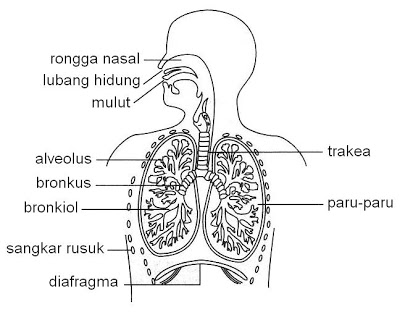 rongga nasal
lubang hidung
mulut
alveolus
bronkus
bronkiol
sangkar rusuk
diafragma
trakea
paru-paru